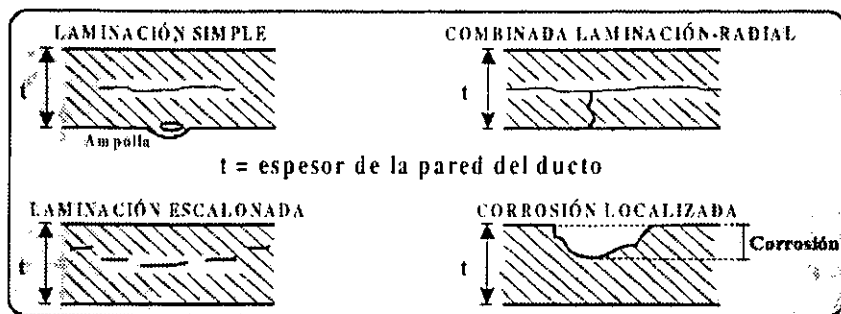 LAMINACIÓN SIMPLE
COMBINADA LAMINACIÓN-RADIAL
t
t
Ampolla
t = espesor de la pared del ducto
LAMINACIÓN ESCALONADA
CORROSIÓN LOCALIZADA
t
t
Corrosión